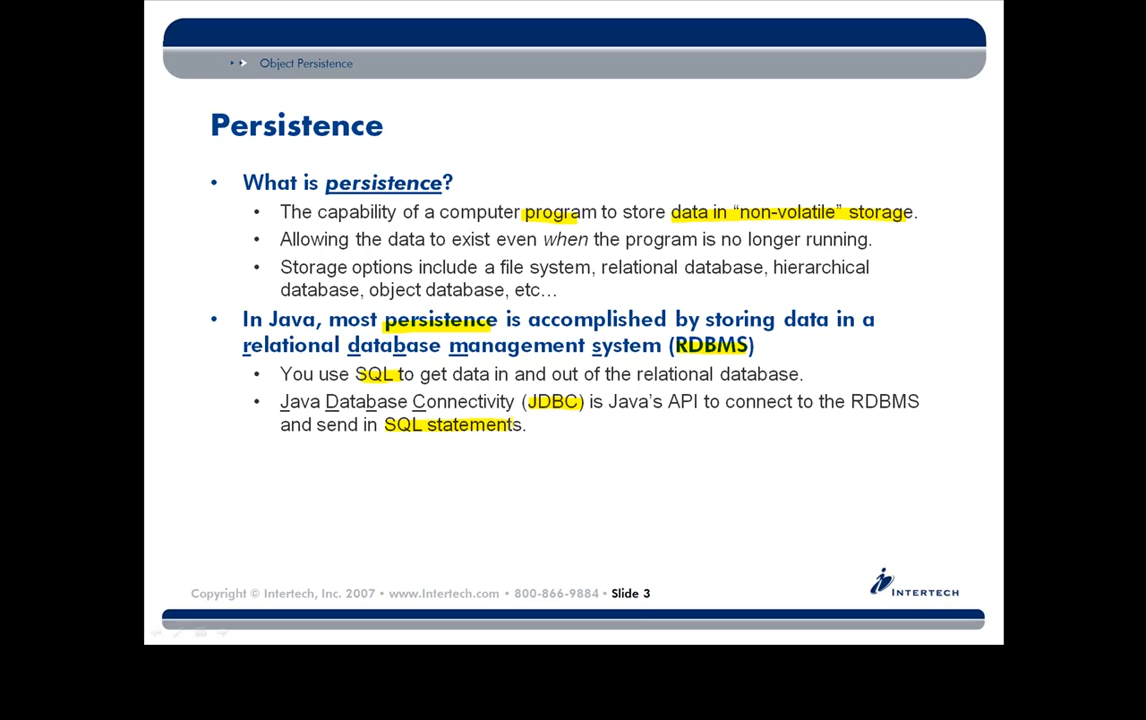 Object Persistence
Persistence
• What is persistence?
• The capability of a computer program to store data in “non-volatile” storage.
• Allowing the data to exist even when the program is no longer running.
• Storage options include a file system, relational database, hierarchical
database, object database, etc…
• In Java, most persistence is accomplished by storing data in a
relational database management system (RDBMS)
• You use SQL to get data in and out of the relational database.
• Java DataBase Connectivity (JDBC) is Java’s API to connect to the RDBMS
and send in SQL statements.
Copyright © Intertech, Inc. 2007 • www.Intertech.com • 800-866-9884 • Slide 3
INTERTECH